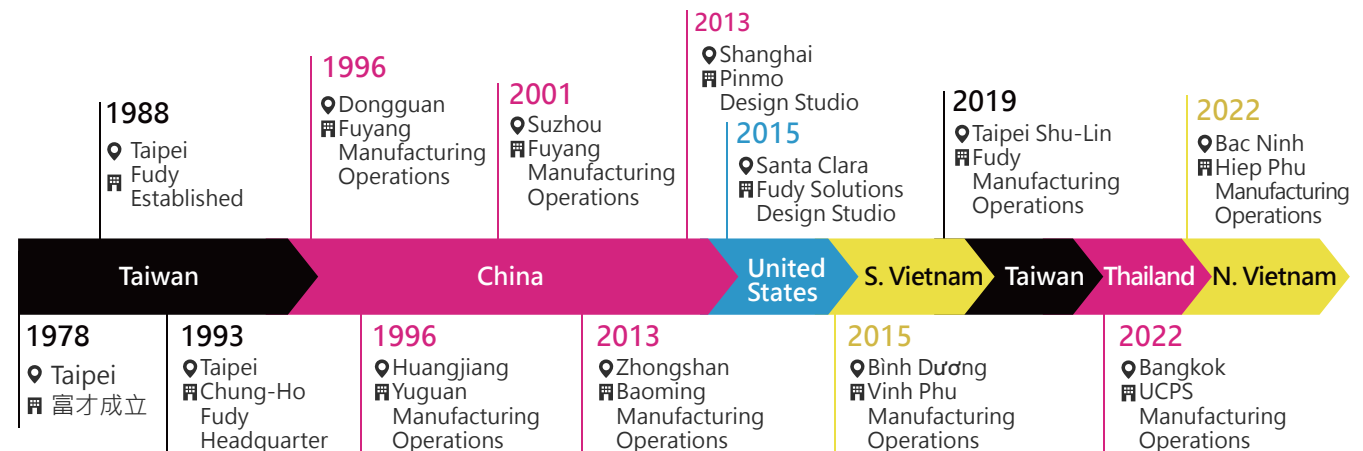 1988
Taipei
Fudy
Established
1996
Dongguan
Fuyang
Manufacturing
Operations
2001
Suzhou
Fuyang
Manufacturing
Operations
2013
Shanghai
Pinmo
Design Studio
2015
Santa Clara
Fudy Solutions
Design Studio
2019
Taipei Shu-Lin
Fudy
Manufacturing
Operations
2022
Bac Ninh
Hiep Phu
Manufacturing
Operations
Taiwan
China
United
States
S. Vietnam
Taiwan
Thailand
N. Vietnam
1978
Taipei
富才成立
1993
Taipei
Chung-Ho
Fudy
Headquarter
1996
Huangjiang
Yuguan
Manufacturing
Operations
2013
Zhongshan
Baoming
Manufacturing
Operations
2015
Bình Dương
Vinh Phu
Manufacturing
Operations
2022
Bangkok
UCPS
Manufacturing
Operations